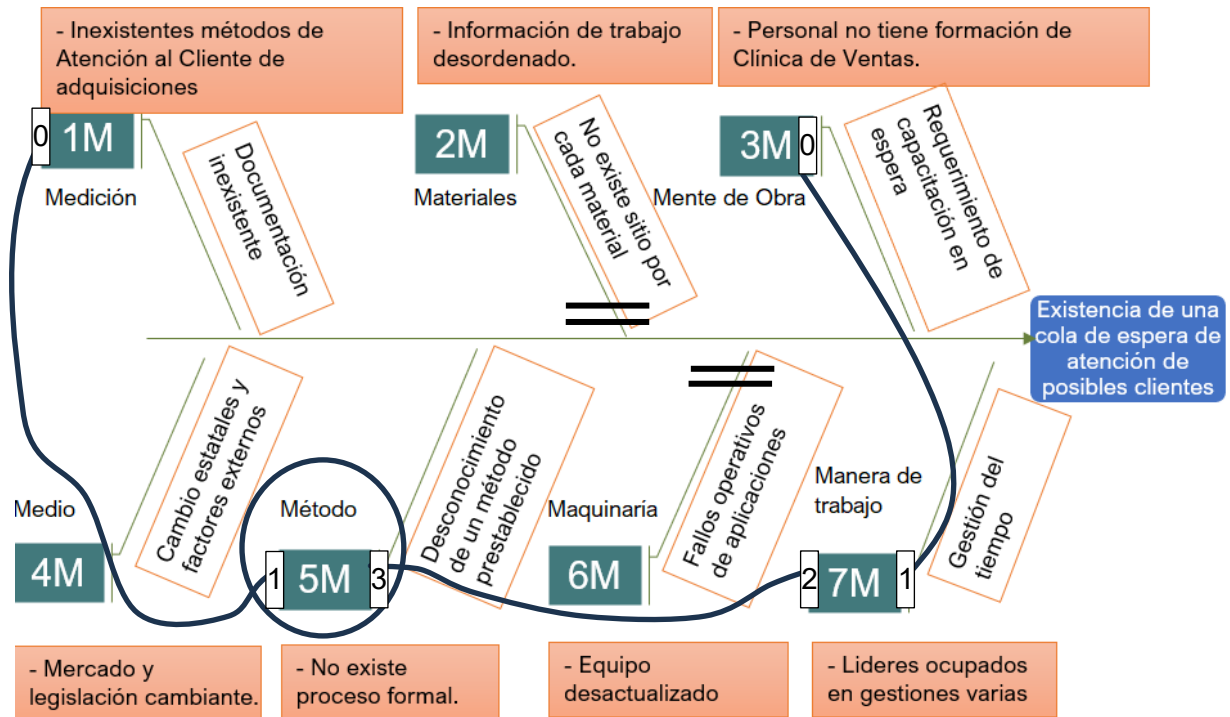 - Inexistentes métodos de
Atención al Cliente de
adquisiciones
- Información de trabajo
desordenado.
- Personal no tiene formación de
Clínica de Ventas.
0
1M
2M
3M
0
Medición
Materiales
Mente de Obra
Documentación
inexistente
No existe sitio por
cada material
Requerimiento de
capacitación en
espera
Existencia de una
cola de espera de
atención de
posibles clientes
Cambio estatales y
factores externos
Desconocimiento
de un método
prestablecido
Fallos operativos
de aplicaciones
Gestión del
tiempo
Medio
Método
Maquinaría
Manera de
trabajo
4M
1
5M
3
6M
2
7M
1
- Mercado y
legislación cambiante.
- No existe
proceso formal.
- Equipo
desactualizado
- Lideres ocupados
en gestiones varias